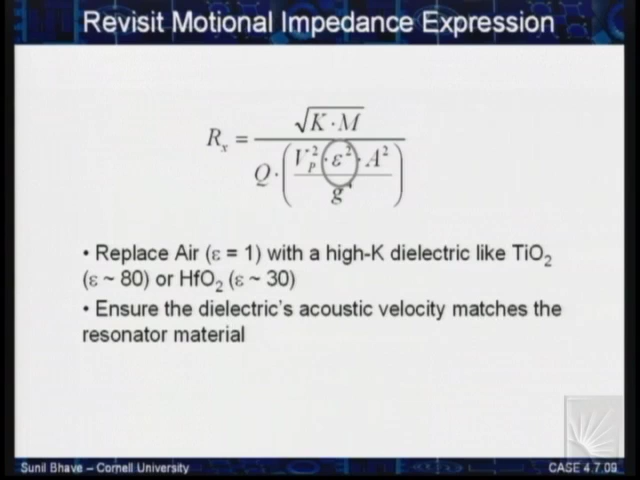 Revisit Motional Impedance Expression
Rₓ = √(K · M) / (Q · (V_P² · ε² · A² / g⁴))
• Replace Air (ε = 1) with a high-K dielectric like TiO₂
(ε ~ 80) or HfO₂ (ε ~ 30)
• Ensure the dielectric's acoustic velocity matches the
resonator material
Sunil Bhave – Cornell University
CASE 4.7.09